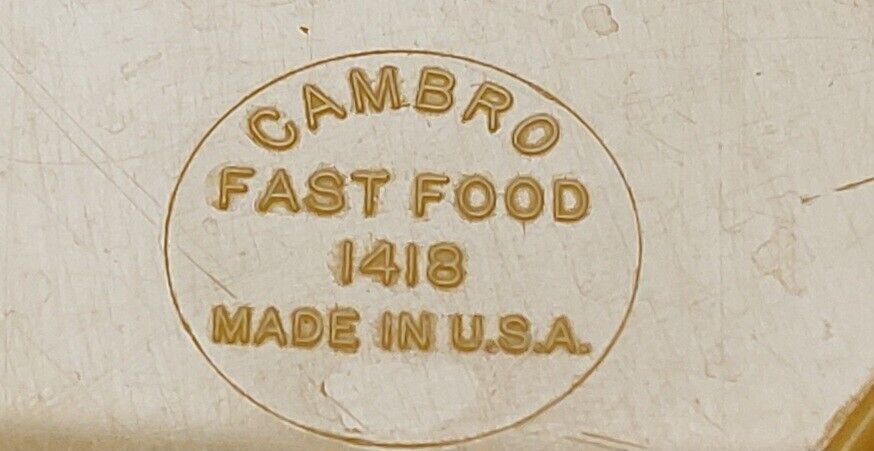 CAMBRO
FAST FOOD
1418
MADE IN U.S.A.